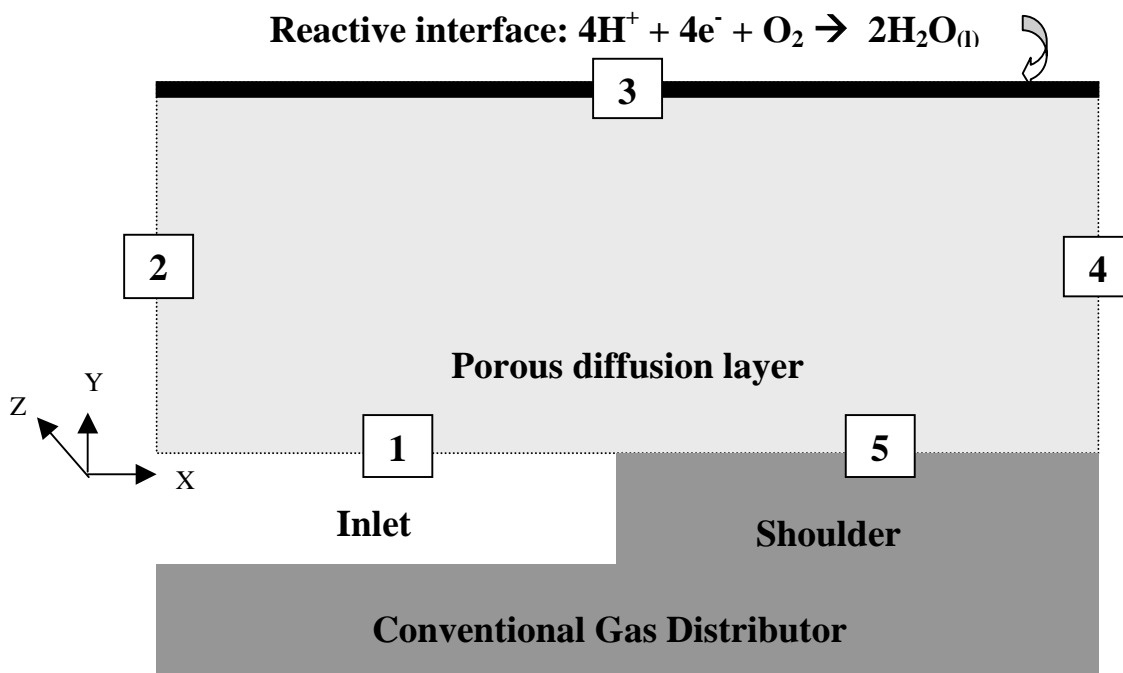 Reactive interface: 4H⁺ + 4e⁻ + O₂ → 2H₂O₍ₗ₎
3
2
4
Porous diffusion layer
Z
Y
X
1
5
Inlet
Shoulder
Conventional Gas Distributor